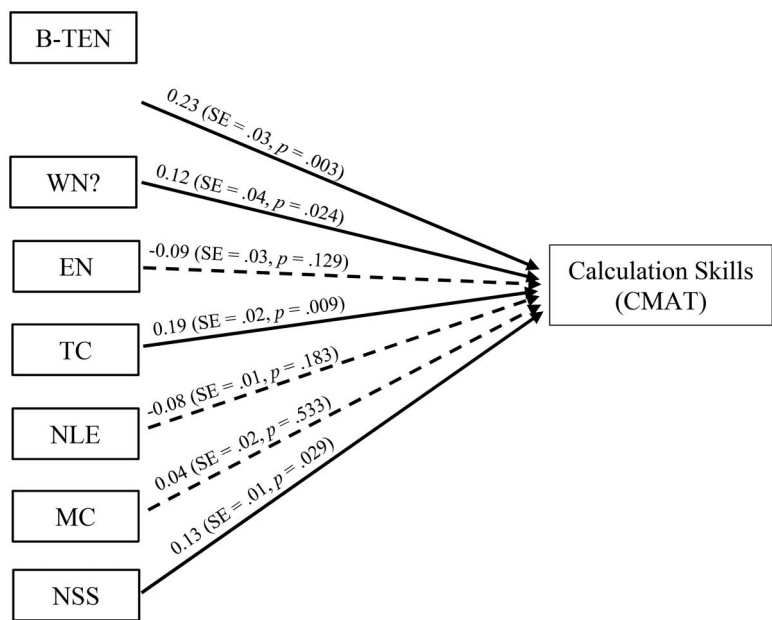 B-TEN
0.23 (SE = .03, p = .003)
WN?
0.12 (SE = .04, p = .024)
EN
-0.09 (SE = .03, p = .129)
Calculation Skills
(CMAT)
TC
0.19 (SE = .02, p = .009)
NLE
-0.08 (SE = .01, p = .183)
MC
0.04 (SE = .02, p = .533)
NSS
0.13 (SE = .01, p = .029)